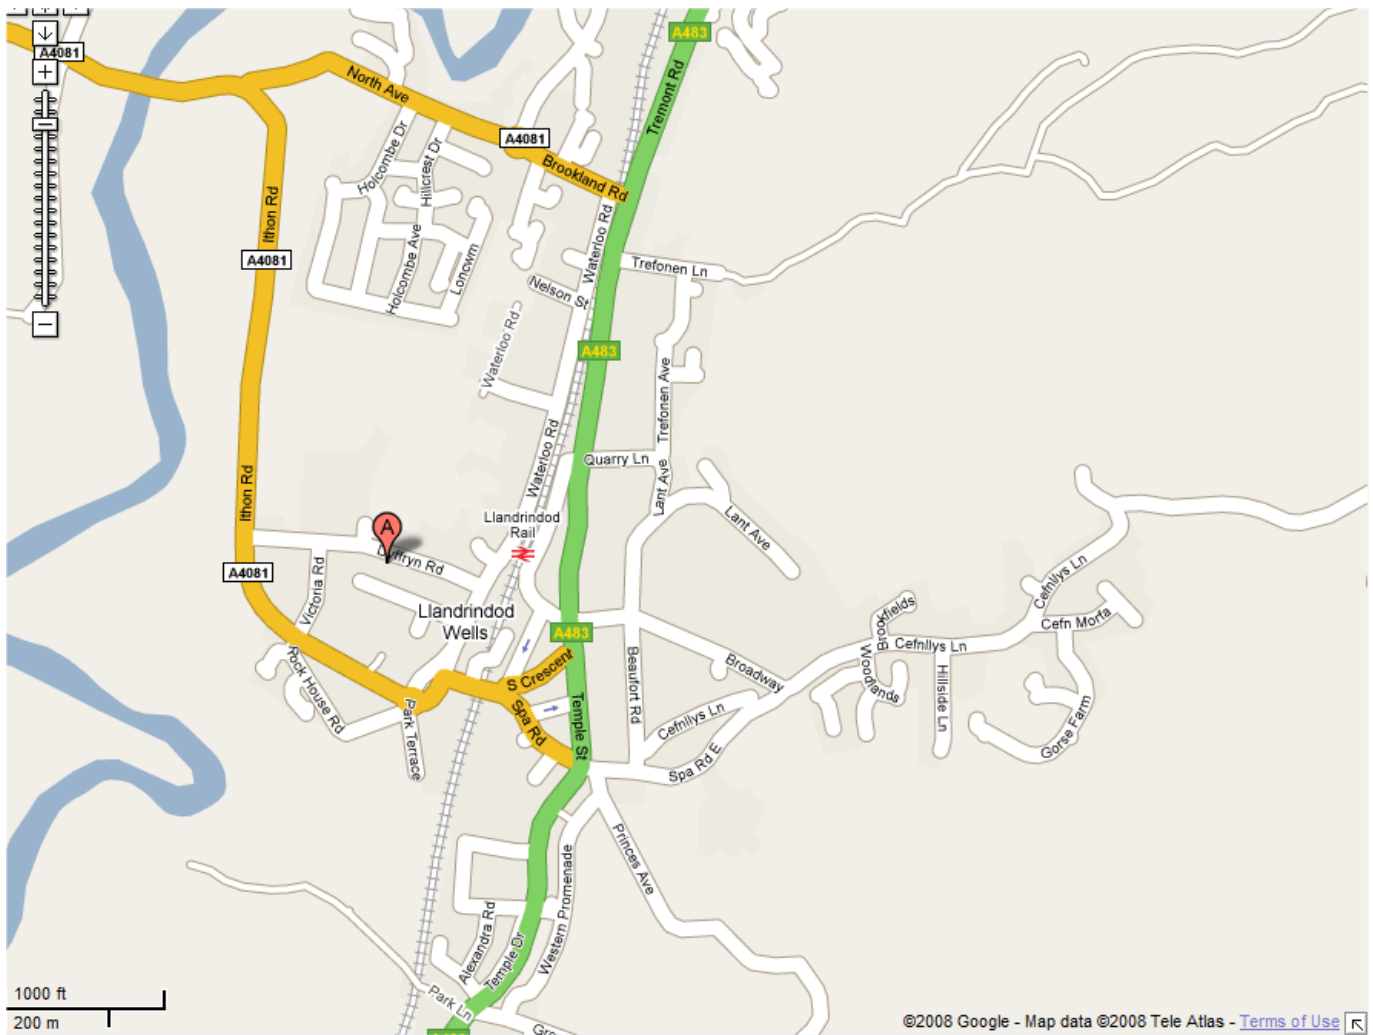 A483
A4081
North Ave
Tremont Rd
A4081
Brookland Rd
Holcombe Dr
Hillcrest Dr
Ithon Rd
Waterloo Rd
A4081
Holcombe Ave
Loncwm
Trefonen Ln
Nelson St
Waterloo Rd
A483
Trefonen Ave
Waterloo Rd
Quarry Ln
Ithon Rd
Lant Ave
Llandrindod
Rail
Lant Ave
A
Dyffryn Rd
A4081
Victoria Rd
Cefnllys Ln
Llandrindod
Wells
Brookfields
Cefn Morfa
A483
Cefnllys Ln
S Crescent
Beaufort Rd
Broadway
Woodlands
Hillside Ln
Rock House Rd
Park Terrace
Spa Rd
Temple St
Cefnllys Ln
Gorse Farm
Spa Rd E
Princes Ave
Western Promenade
Alexandra Rd
Temple Dr
Park Ln
1000 ft
200 m
©2008 Google - Map data ©2008 Tele Atlas - Terms of Use